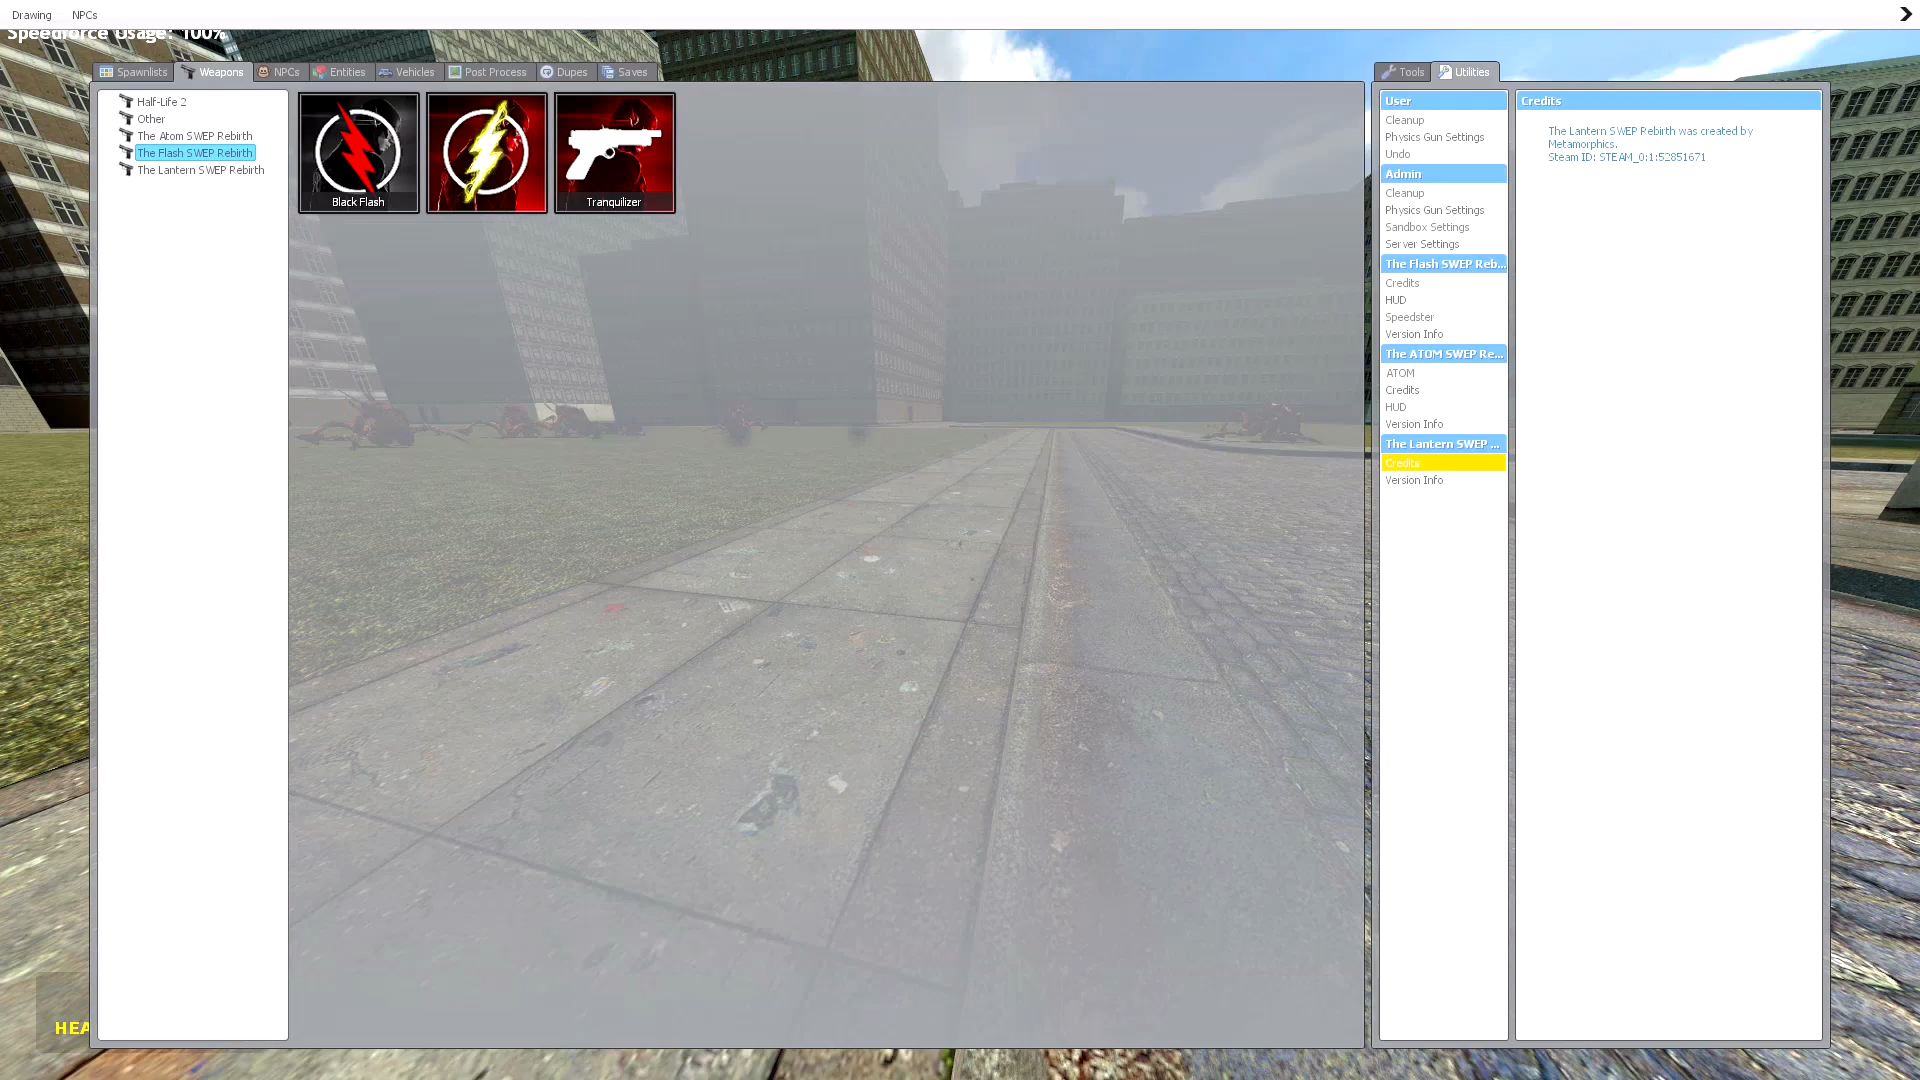 Drawing NPCs
Speedforce Usage: 100%
Spawnlists Weapons NPCs Entities Vehicles Post Process Dupes Saves
Half-Life 2
Other
The Atom SWEP Rebirth
The Flash SWEP Rebirth
The Lantern SWEP Rebirth
Black Flash
Tranquilizer
Tools Utilities
User
Cleanup
Physics Gun Settings
Undo
Admin
Cleanup
Physics Gun Settings
Sandbox Settings
Server Settings
The Flash SWEP Reb...
Credits
HUD
Speedster
Version Info
The ATOM SWEP Re...
ATOM
Credits
HUD
Version Info
The Lantern SWEP ...
Credits
Version Info
Credits
The Lantern SWEP Rebirth was created by
Metamorphics.
Steam ID: STEAM_0:1:52851671
HEA